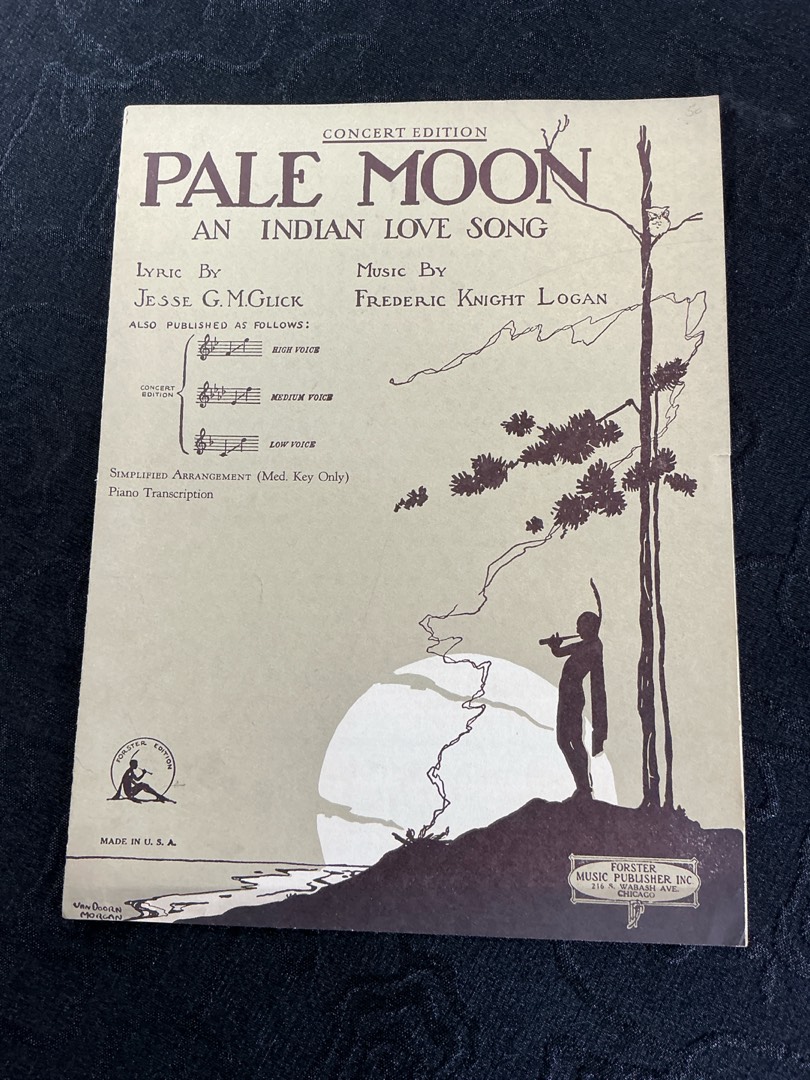 50
CONCERT EDITION
PALE MOON
AN INDIAN LOVE SONG
LYRIC BY
JESSE G. M. GLICK
MUSIC BY
FREDERIC KNIGHT LOGAN
ALSO PUBLISHED AS FOLLOWS:
CONCERT
EDITION
HIGH VOICE
MEDIUM VOICE
LOW VOICE
SIMPLIFIED ARRANGEMENT (Med. Key Only)
Piano Transcription
FORSTER EDITION
MADE IN U. S. A.
VAN DOORN
MORGAN
FORSTER
MUSIC PUBLISHER INC.
216 S. WABASH AVE.
CHICAGO